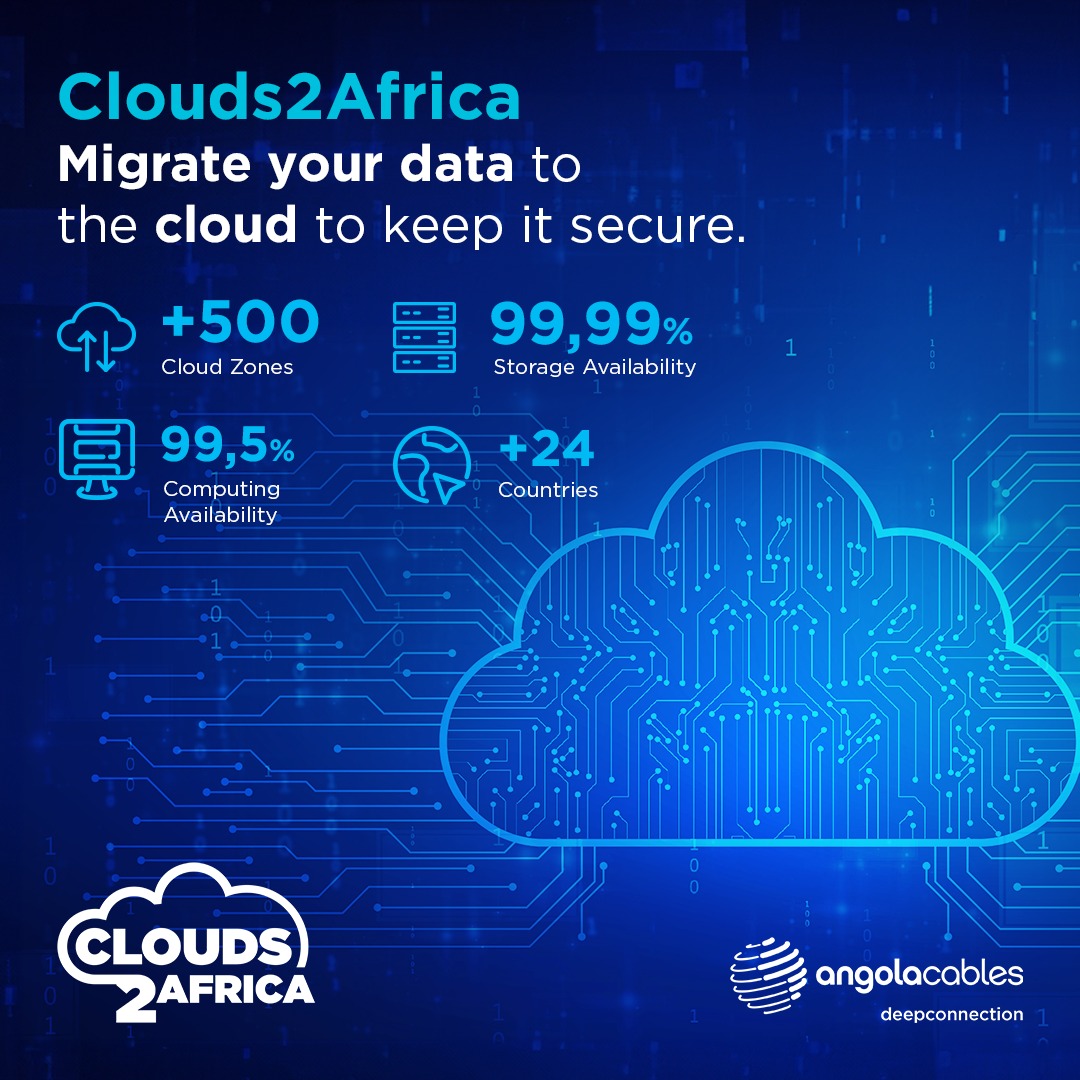 Clouds2Africa
Migrate your data to
the cloud to keep it secure.
+500
Cloud Zones
99,99%
Storage Availability
99,5%
Computing
Availability
+24
Countries
CLOUDS
2AFRICA
angolacables
deepconnection